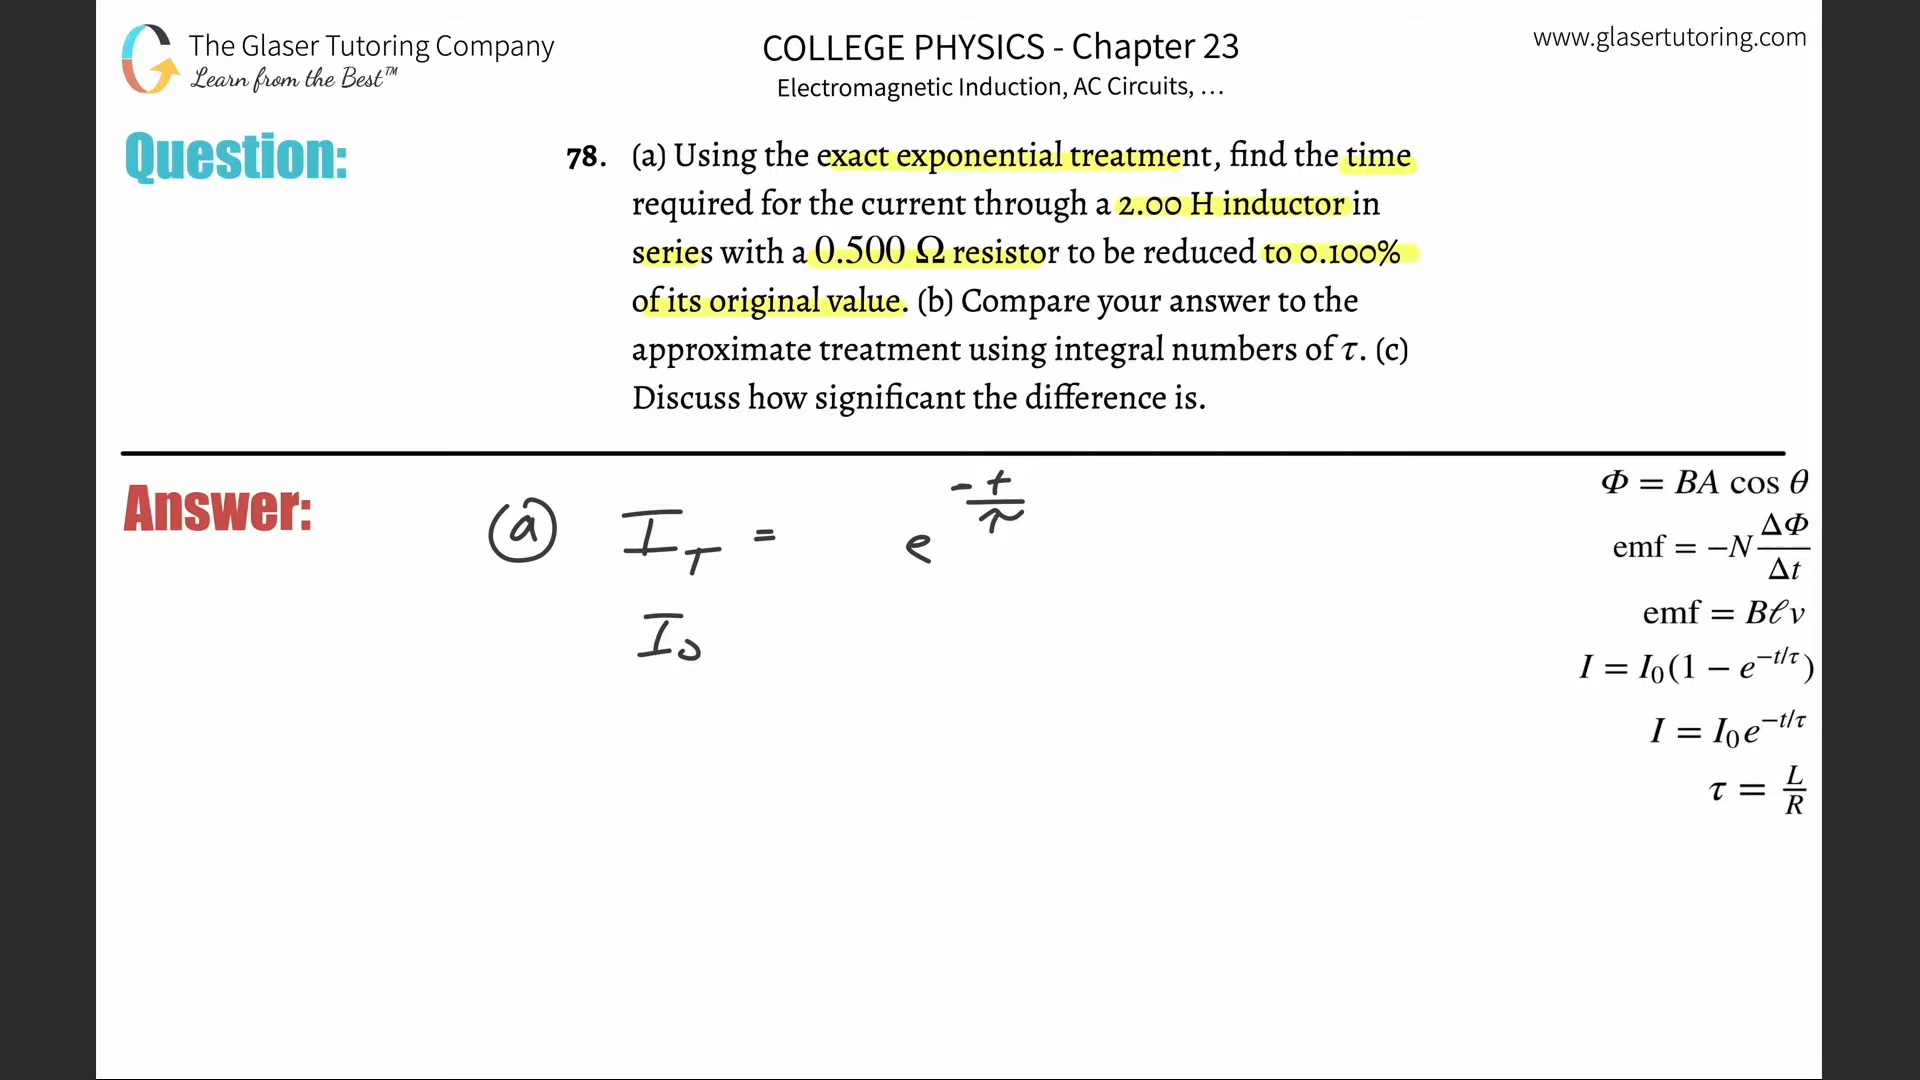 The Glaser Tutoring Company
Learn from the Best™
COLLEGE PHYSICS - Chapter 23
Electromagnetic Induction, AC Circuits, …
www.glasertutoring.com
Question:
78. (a) Using the exact exponential treatment, find the time
required for the current through a 2.00 H inductor in
series with a 0.500 Ω resistor to be reduced to 0.100%
of its original value. (b) Compare your answer to the
approximate treatment using integral numbers of τ. (c)
Discuss how significant the difference is.
Answer:
(a) I_T = e^{-t/τ}
I_0
Φ = BA cos θ
emf = −N ΔΦ/Δt
emf = Bℓv
I = I₀(1 − e^{−t/τ})
I = I₀e^{−t/τ}
τ = L/R